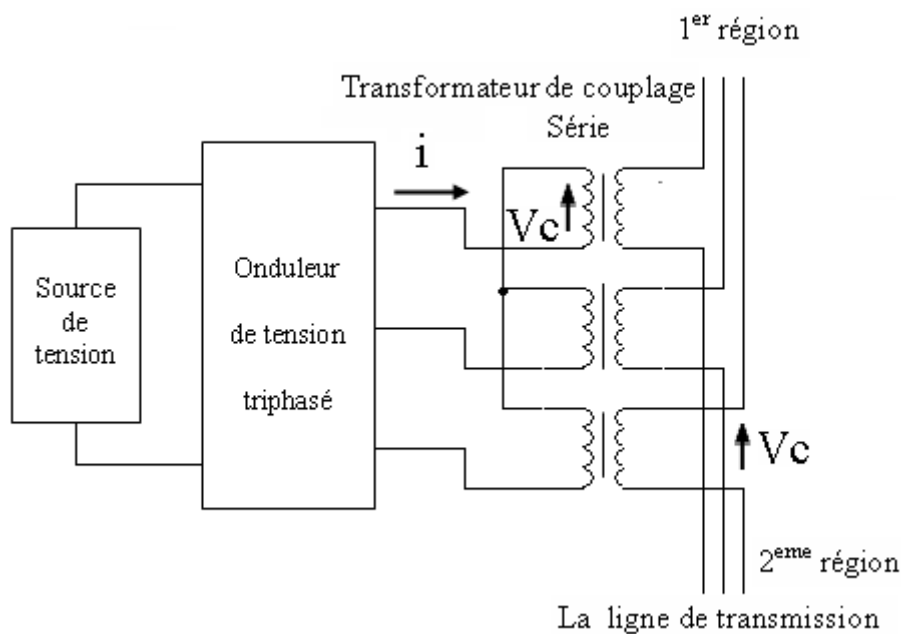 1er région
Transformateur de couplage
Série
i
Vc
Source
de
tension
Onduleur
de tension
triphasé
Vc
2eme région
La ligne de transmission